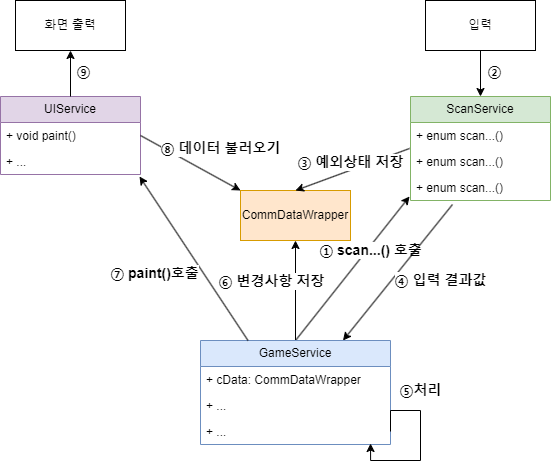 화면 출력
입력
⑨
②
UIService
+ void paint()
+ ...
ScanService
+ enum scan...()
+ enum scan...()
+ enum scan...()
⑧ 데이터 불러오기
③ 예외상태 저장
CommDataWrapper
① scan...() 호출
⑦ paint()호출
⑥ 변경사항 저장
④ 입력 결과값
GameService
+ cData: CommDataWrapper
+ ...
+ ...
⑤처리